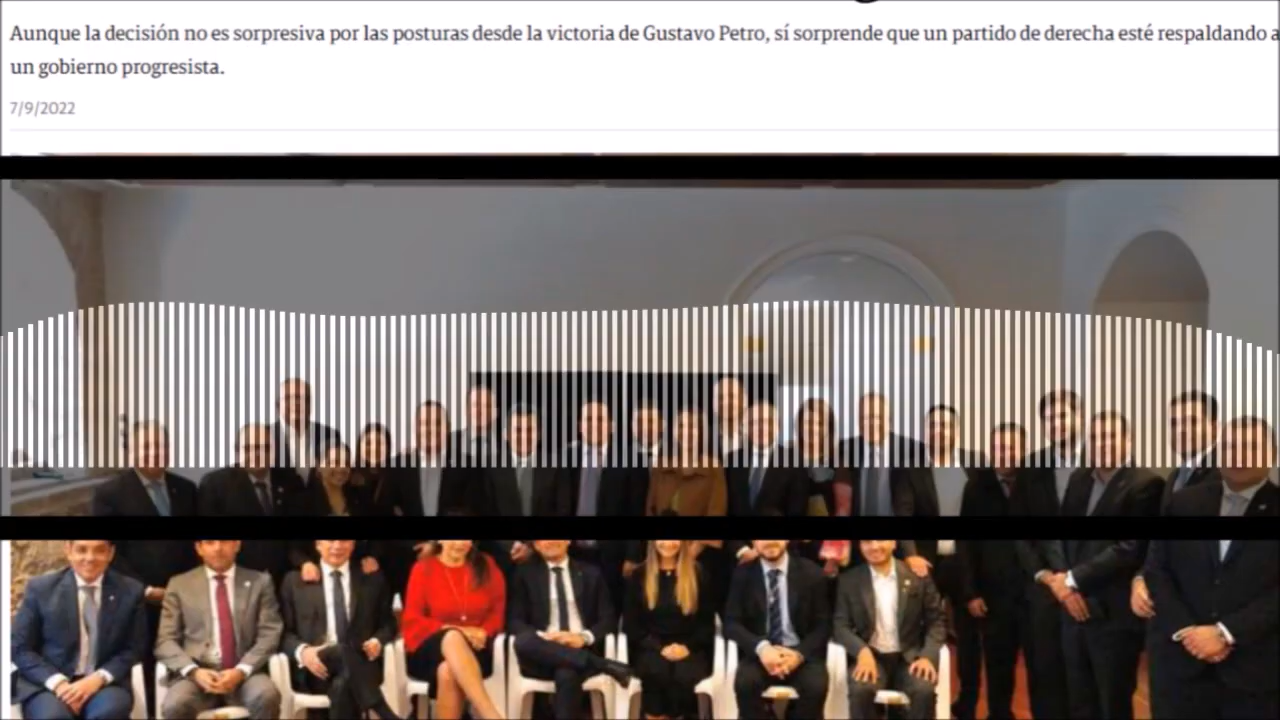 Aunque la decisión no es sorpresiva por las posturas desde la victoria de Gustavo Petro, sí sorprende que un partido de derecha esté respaldando a
un gobierno progresista.
7/9/2022